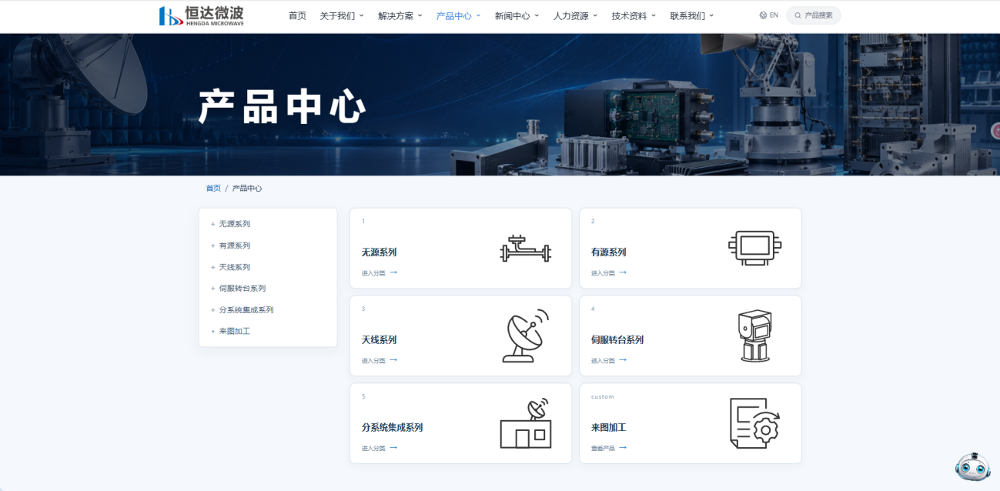 恒达微波
HENGDA MICROWAVE
首页 关于我们 解决方案 产品中心 新闻中心 人力资源 技术资料 联系我们 EN 产品搜索
产品中心
首页 / 产品中心
+ 无源系列
+ 有源系列
+ 天线系列
+ 伺服转台系列
+ 分系统集成系列
• 来图加工
1
无源系列
进入分类 →
2
有源系列
进入分类 →
3
天线系列
进入分类 →
4
伺服转台系列
进入分类 →
5
分系统集成系列
进入分类 →
custom
来图加工
查看产品 →